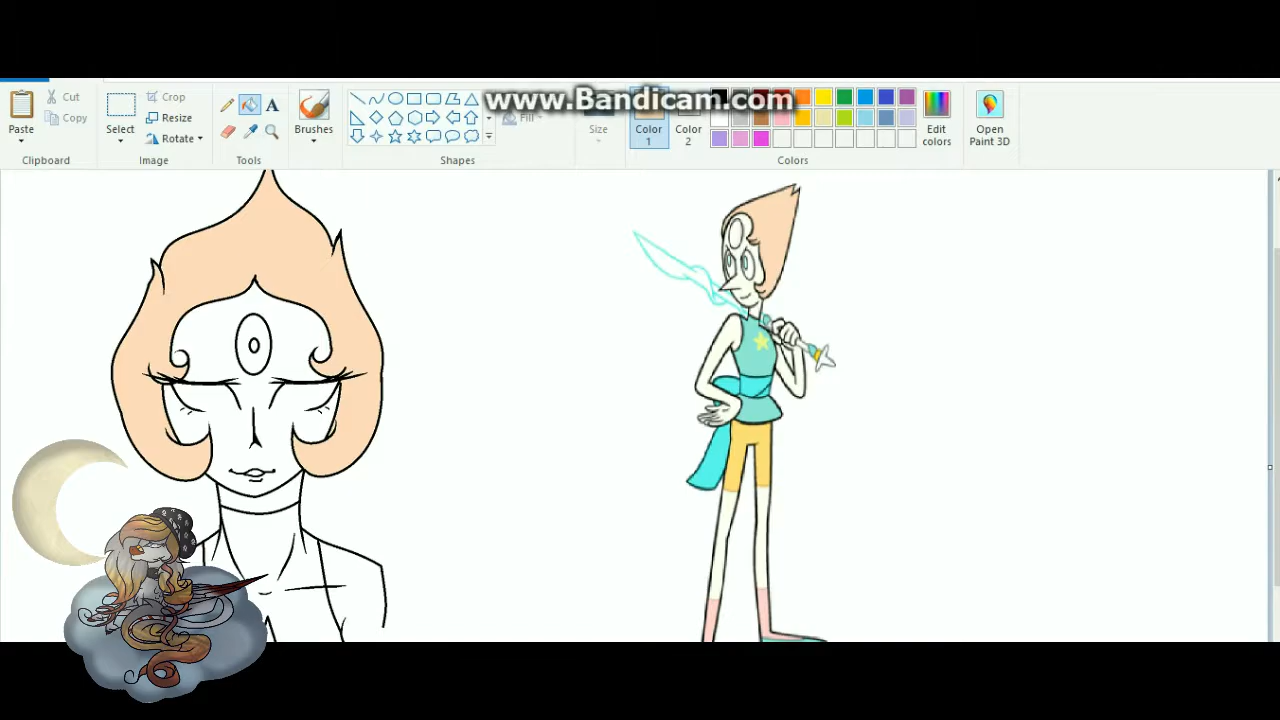 www.Bandicam.com
Cut
Copy
Paste
Clipboard
Select
Crop
Resize
Rotate
Image
A
Tools
Brushes
Fill
Shapes
Size
Color
1
Color
2
Edit
colors
Colors
Open
Paint 3D